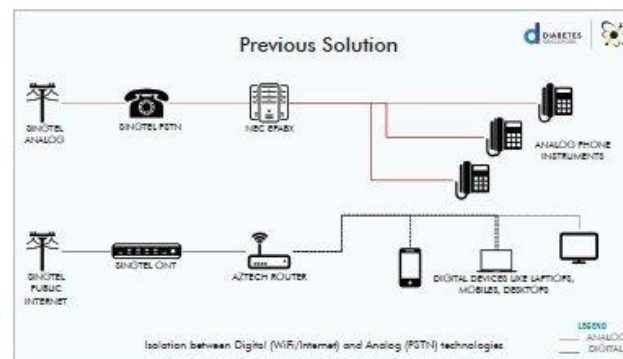 Previous Solution
DIABETES
SINGAPORE
SINGTEL
ANALOG
SINGTEL PSTN
NEC EPABX
ANALOG PHONE
INSTRUMENTS
SINGTEL
PUBLIC
INTERNET
SINGTEL ONT
AZTECH ROUTER
DIGITAL DEVICES LIKE LAPTOPS,
MOBILES, DESKTOPS
Isolation between Digital (WiFi/Internet) and Analog (PSTN) technologies
LEGEND
ANALOG
DIGITAL